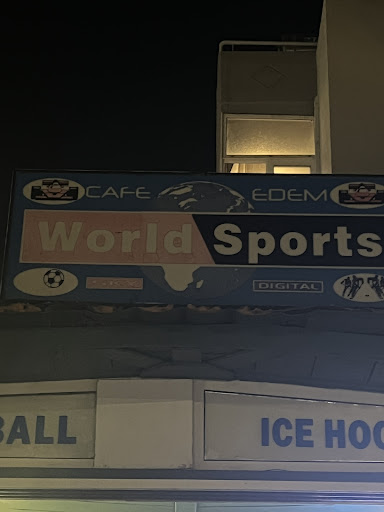 CAFE EDEM
World Sports
DIGITAL
BALL ICE HOC